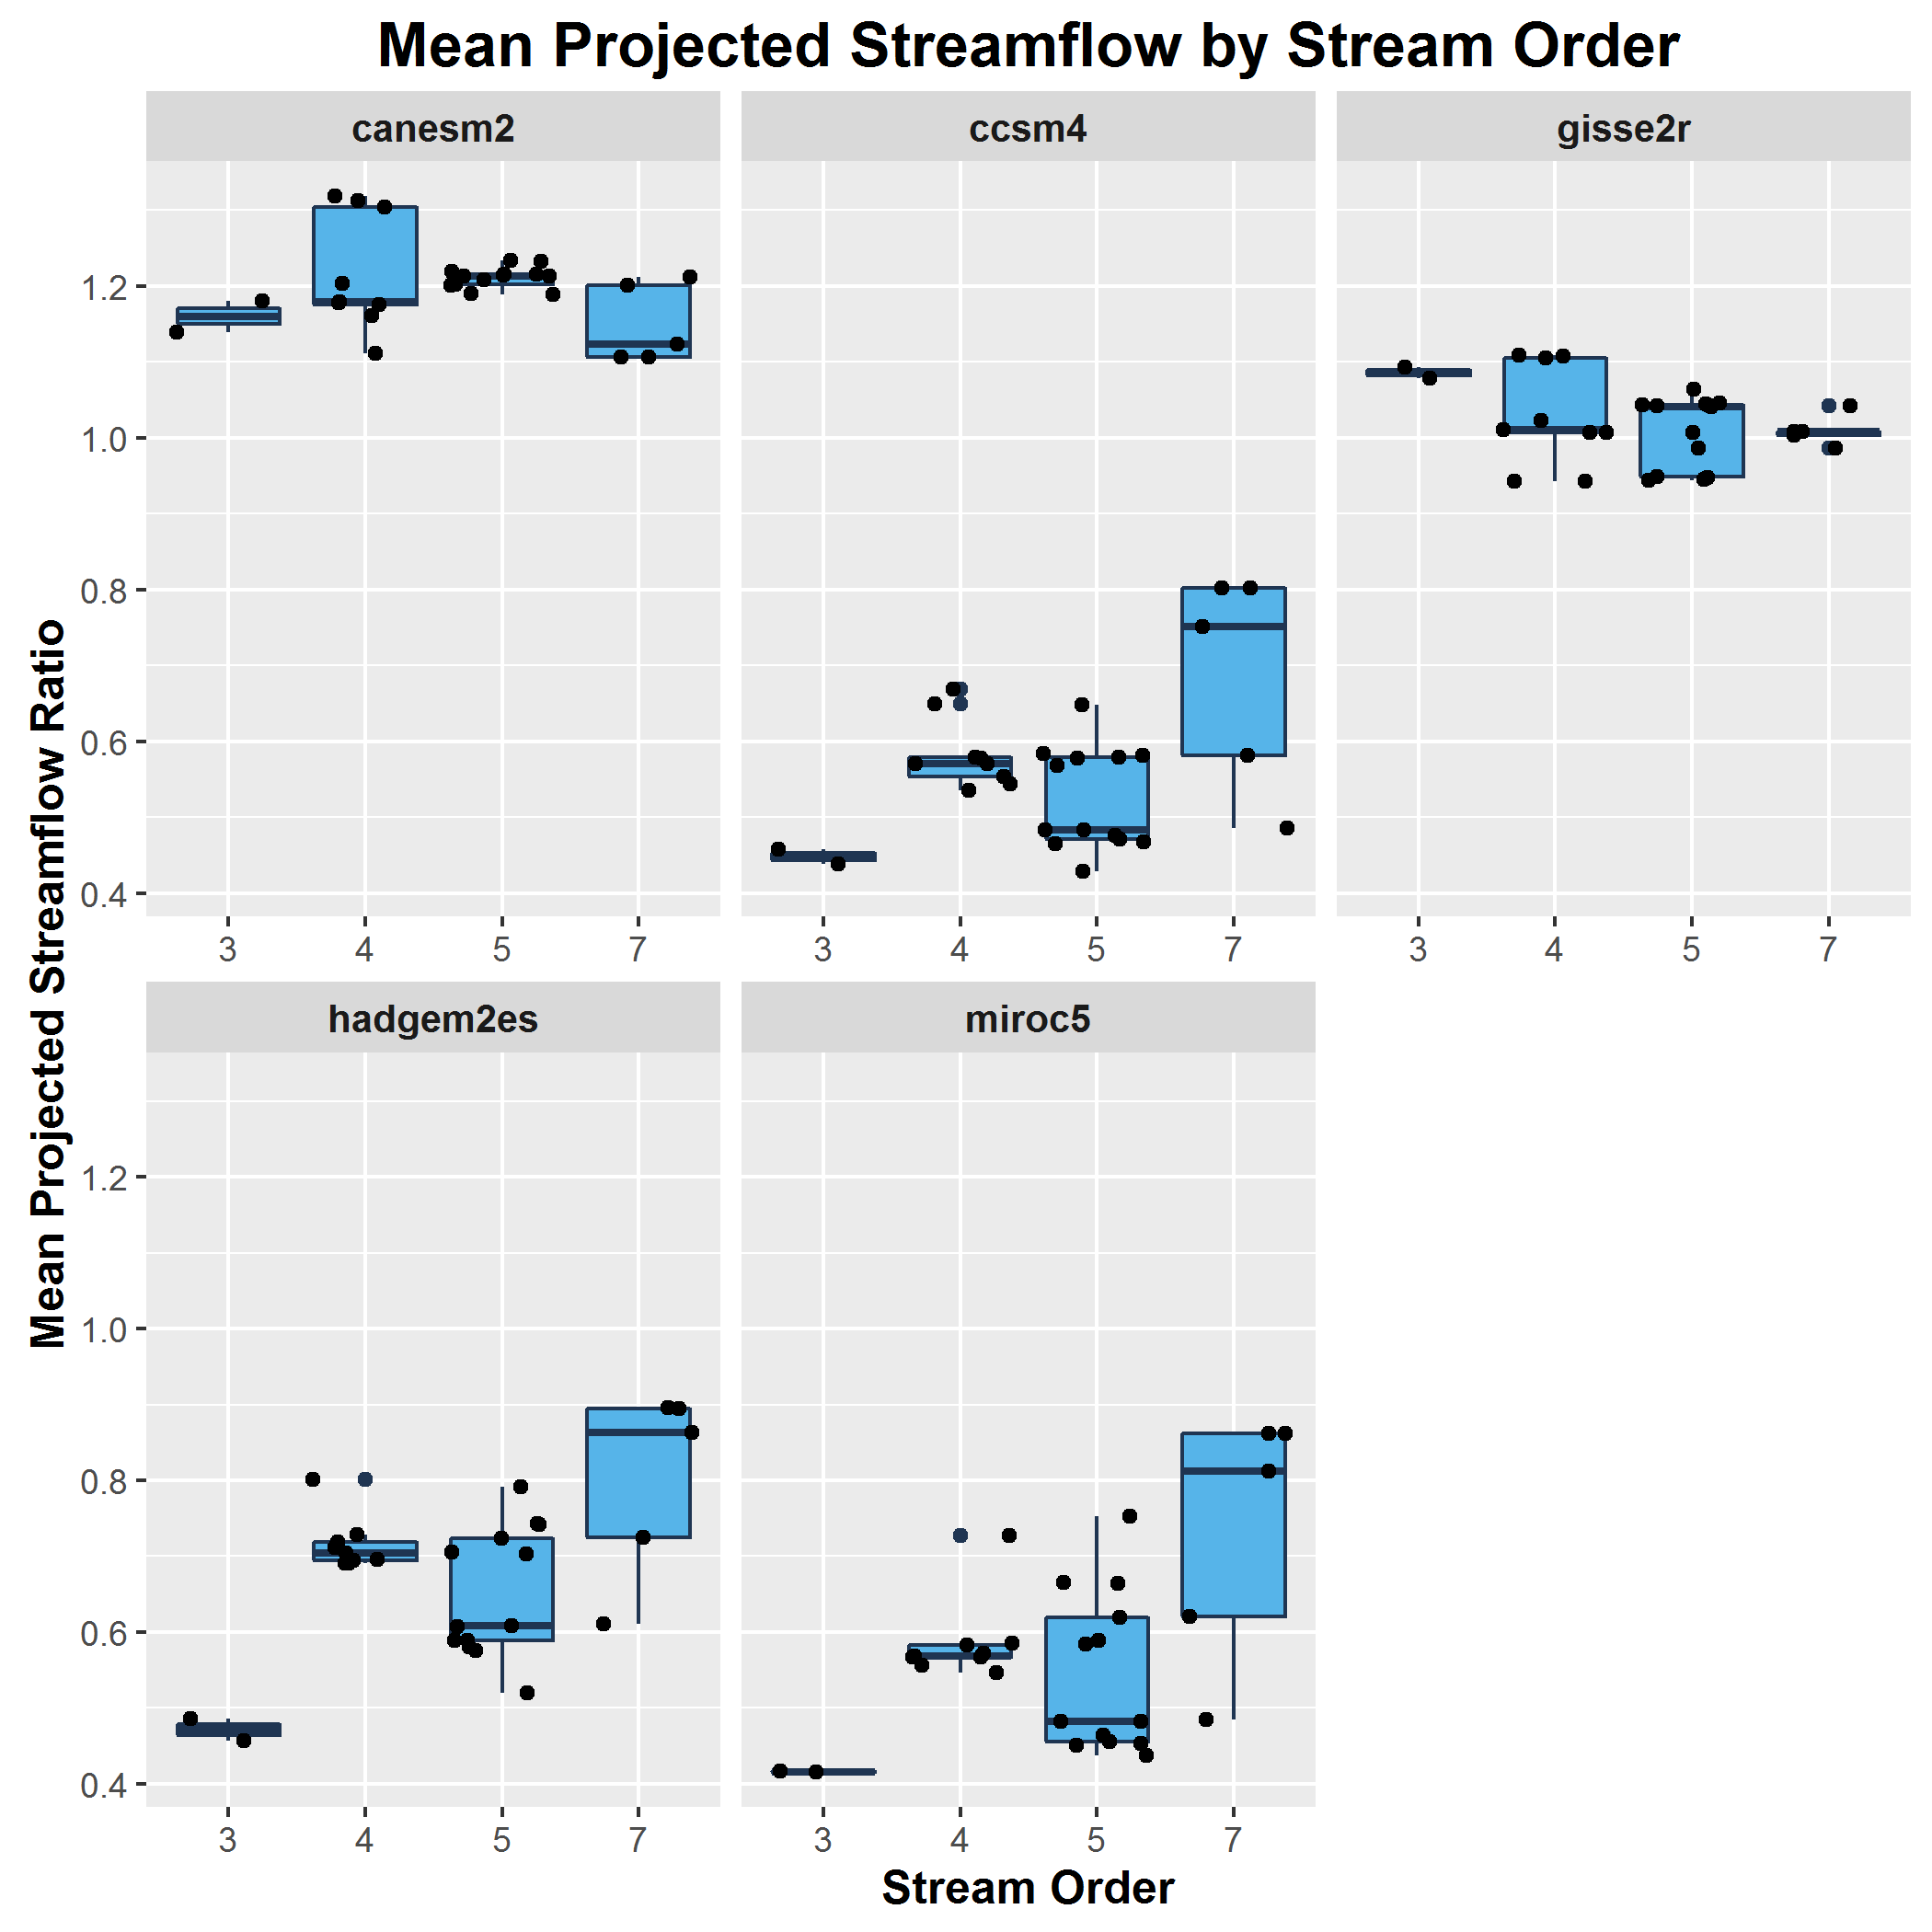 Mean Projected Streamflow by Stream Order
canesm2
ccsm4
gisse2r
1.2
1.0
0.8
0.6
0.4
3 4 5 7
3 4 5 7
3 4 5 7
Mean Projected Streamflow Ratio
hadgem2es
miroc5
1.2
1.0
0.8
0.6
0.4
3 4 5 7
3 4 5 7
Stream Order